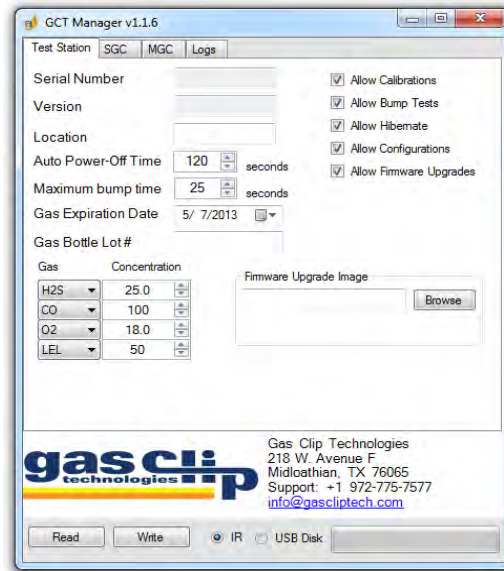 GCT Manager v1.1.6
Test Station SGC MGC Logs
Serial Number
Version
Location
Auto Power-Off Time 120 seconds
Maximum bump time 25 seconds
Gas Expiration Date 5/ 7/2013
Gas Bottle Lot #
Allow Calibrations
Allow Bump Tests
Allow Hibernate
Allow Configurations
Allow Firmware Upgrades
Gas Concentration
H2S 25.0
CO 100
O2 18.0
LEL 50
Firmware Upgrade Image
Browse
gas clip
technologies
Gas Clip Technologies
218 W. Avenue F
Midloathian, TX 76065
Support: +1 972-775-7577
info@gascliptech.com
Read Write IR USB Disk